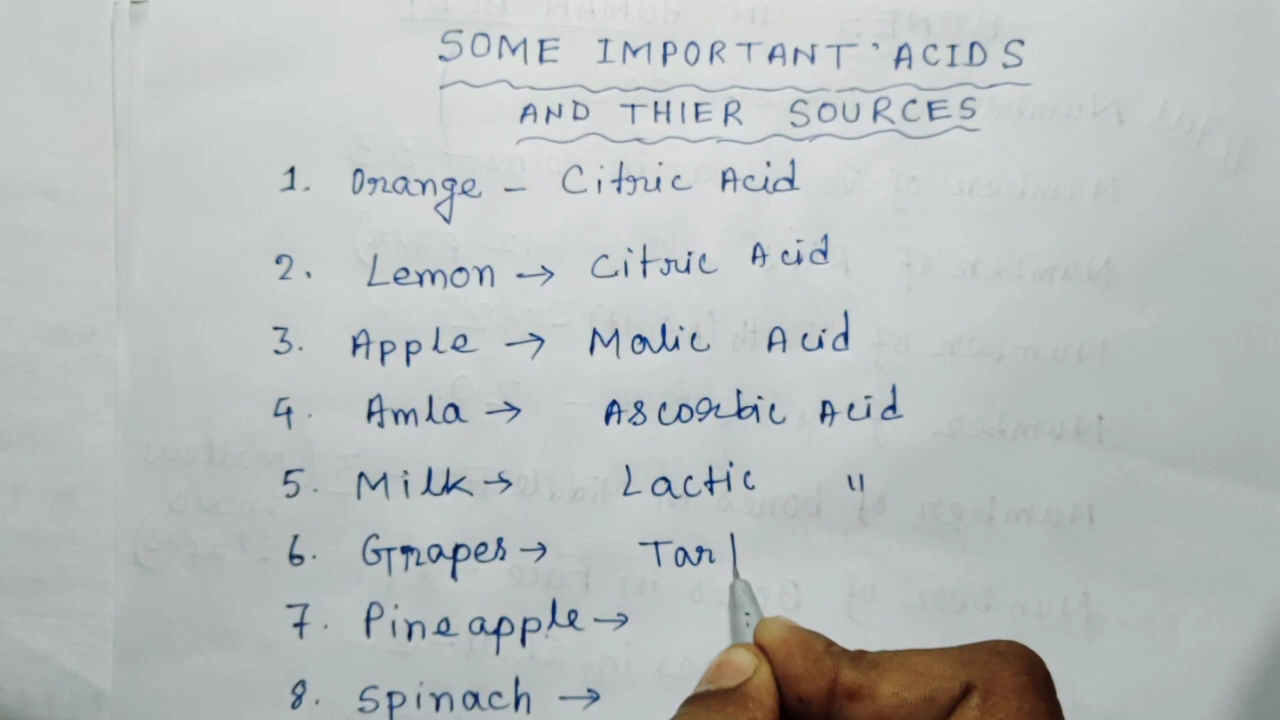 SOME IMPORTANT ACIDS
AND THIER SOURCES
1. Orange - Citric Acid
2. Lemon → Citric Acid
3. Apple → Malic Acid
4. Amla → Ascorbic Acid
5. Milk → Lactic "
6. Grapes → Tar
7. Pineapple →
8. Spinach →